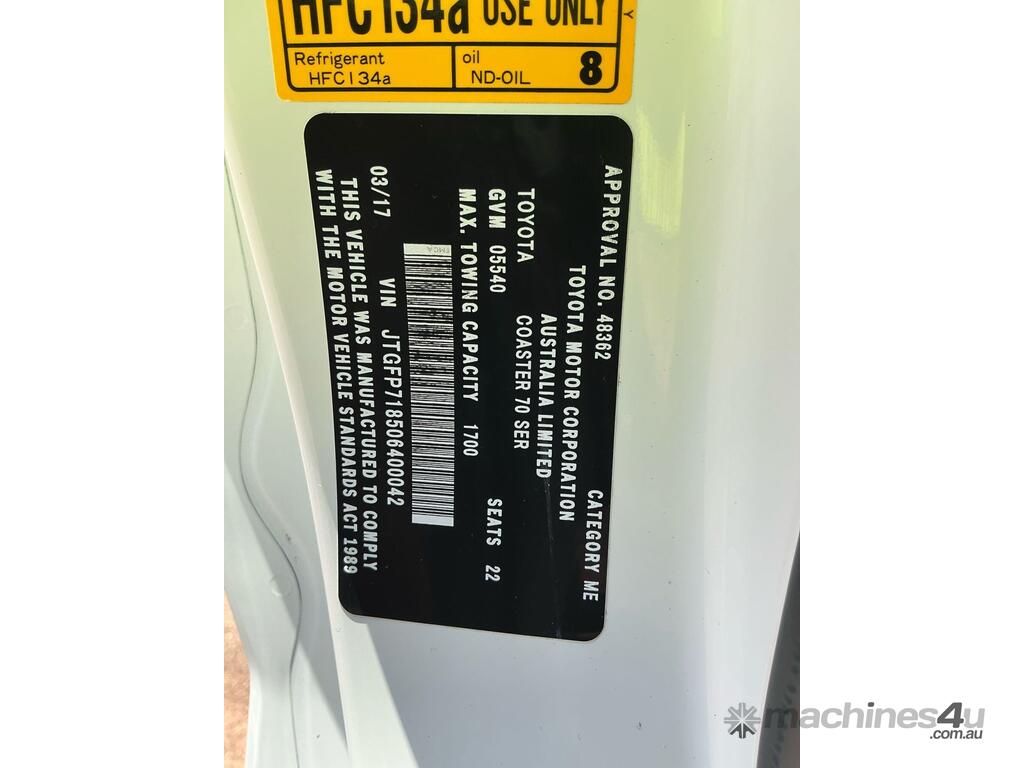 HFC134a USE ONLY
Refrigerant
HFC134a
oil
ND-OIL
8
Y
APPROVAL NO. 48362 CATEGORY ME
TOYOTA MOTOR CORPORATION
AUSTRALIA LIMITED
TOYOTA COASTER 70 SER
GVM 05540 SEATS 22
MAX. TOWING CAPACITY 1700
TMCA
03/17 VIN JTGFP718506400042
THIS VEHICLE WAS MANUFACTURED TO COMPLY
WITH THE MOTOR VEHICLE STANDARDS ACT 1989
machines4u
.com.au